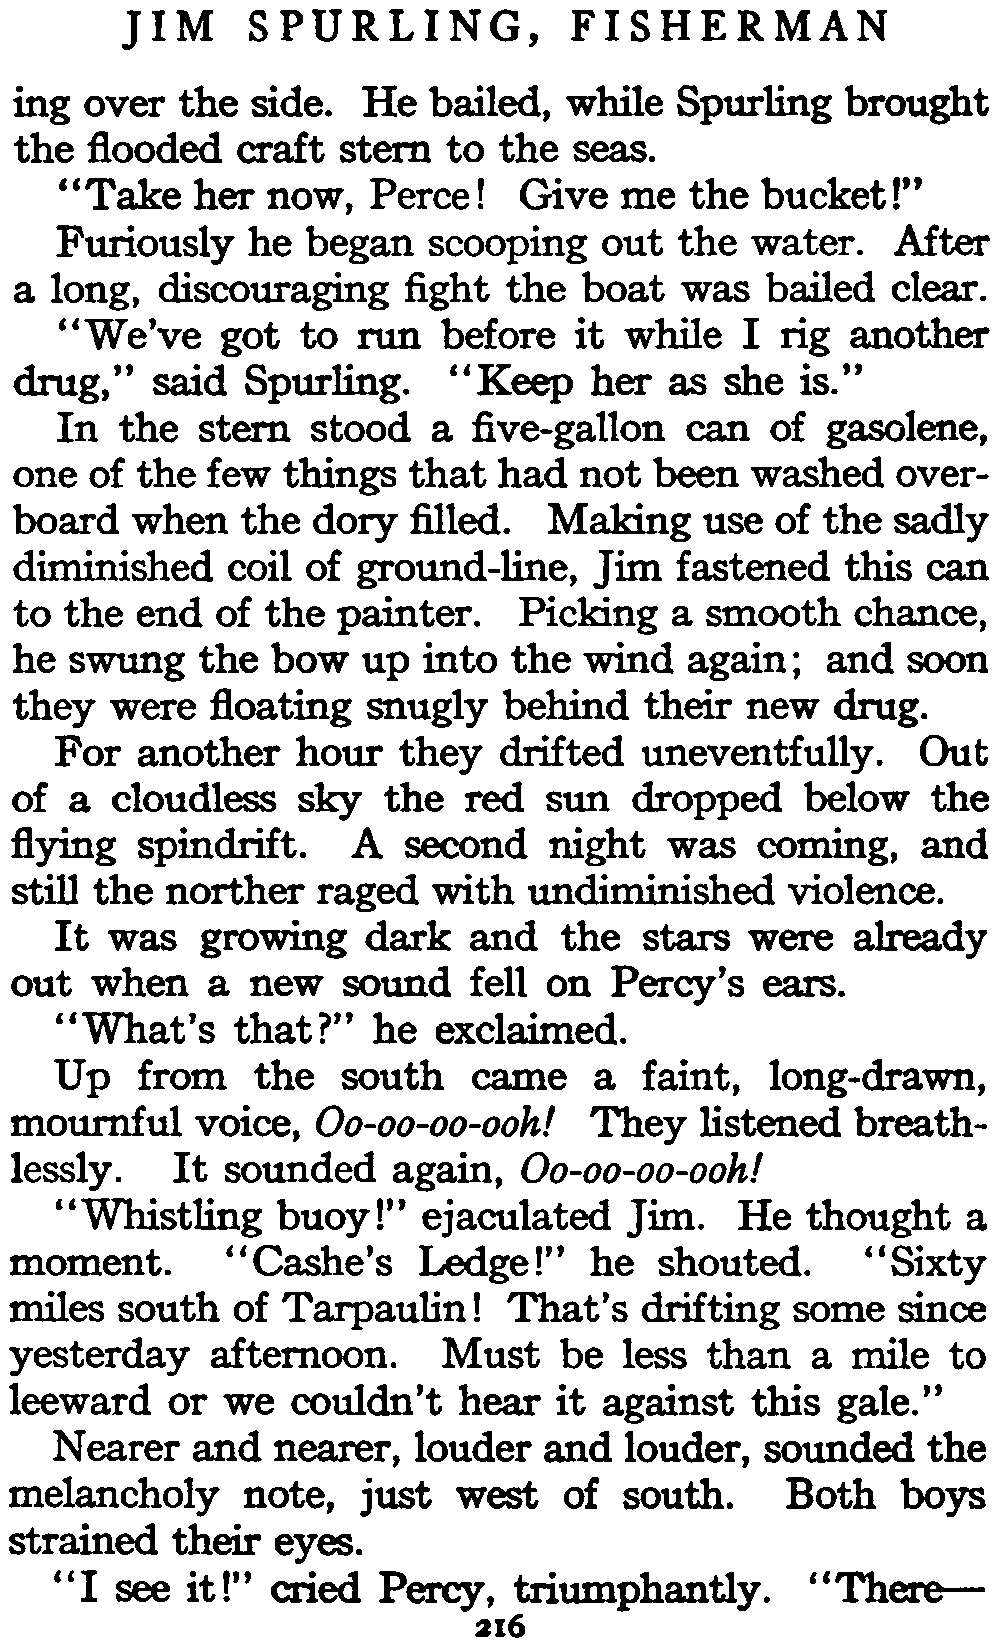 JIM SPURLING, FISHERMAN
ing over the side. He bailed, while Spurling brought
the flooded craft stern to the seas.
"Take her now, Perce! Give me the bucket!"
Furiously he began scooping out the water. After
a long, discouraging fight the boat was bailed clear.
"We've got to run before it while I rig another
drug," said Spurling. "Keep her as she is."
In the stern stood a five-gallon can of gasolene,
one of the few things that had not been washed over-
board when the dory filled. Making use of the sadly
diminished coil of ground-line, Jim fastened this can
to the end of the painter. Picking a smooth chance,
he swung the bow up into the wind again; and soon
they were floating snugly behind their new drug.
For another hour they drifted uneventfully. Out
of a cloudless sky the red sun dropped below the
flying spindrift. A second night was coming, and
still the norther raged with undiminished violence.
It was growing dark and the stars were already
out when a new sound fell on Percy's ears.
"What's that?" he exclaimed.
Up from the south came a faint, long-drawn,
mournful voice, Oo-oo-oo-ooh! They listened breath-
lessly. It sounded again, Oo-oo-oo-ooh!
"Whistling buoy!" ejaculated Jim. He thought a
moment. "Cashe's Ledge!" he shouted. "Sixty
miles south of Tarpaulin! That's drifting some since
yesterday afternoon. Must be less than a mile to
leeward or we couldn't hear it against this gale."
Nearer and nearer, louder and louder, sounded the
melancholy note, just west of south. Both boys
strained their eyes.
"I see it!" cried Percy, triumphantly. "There—
216